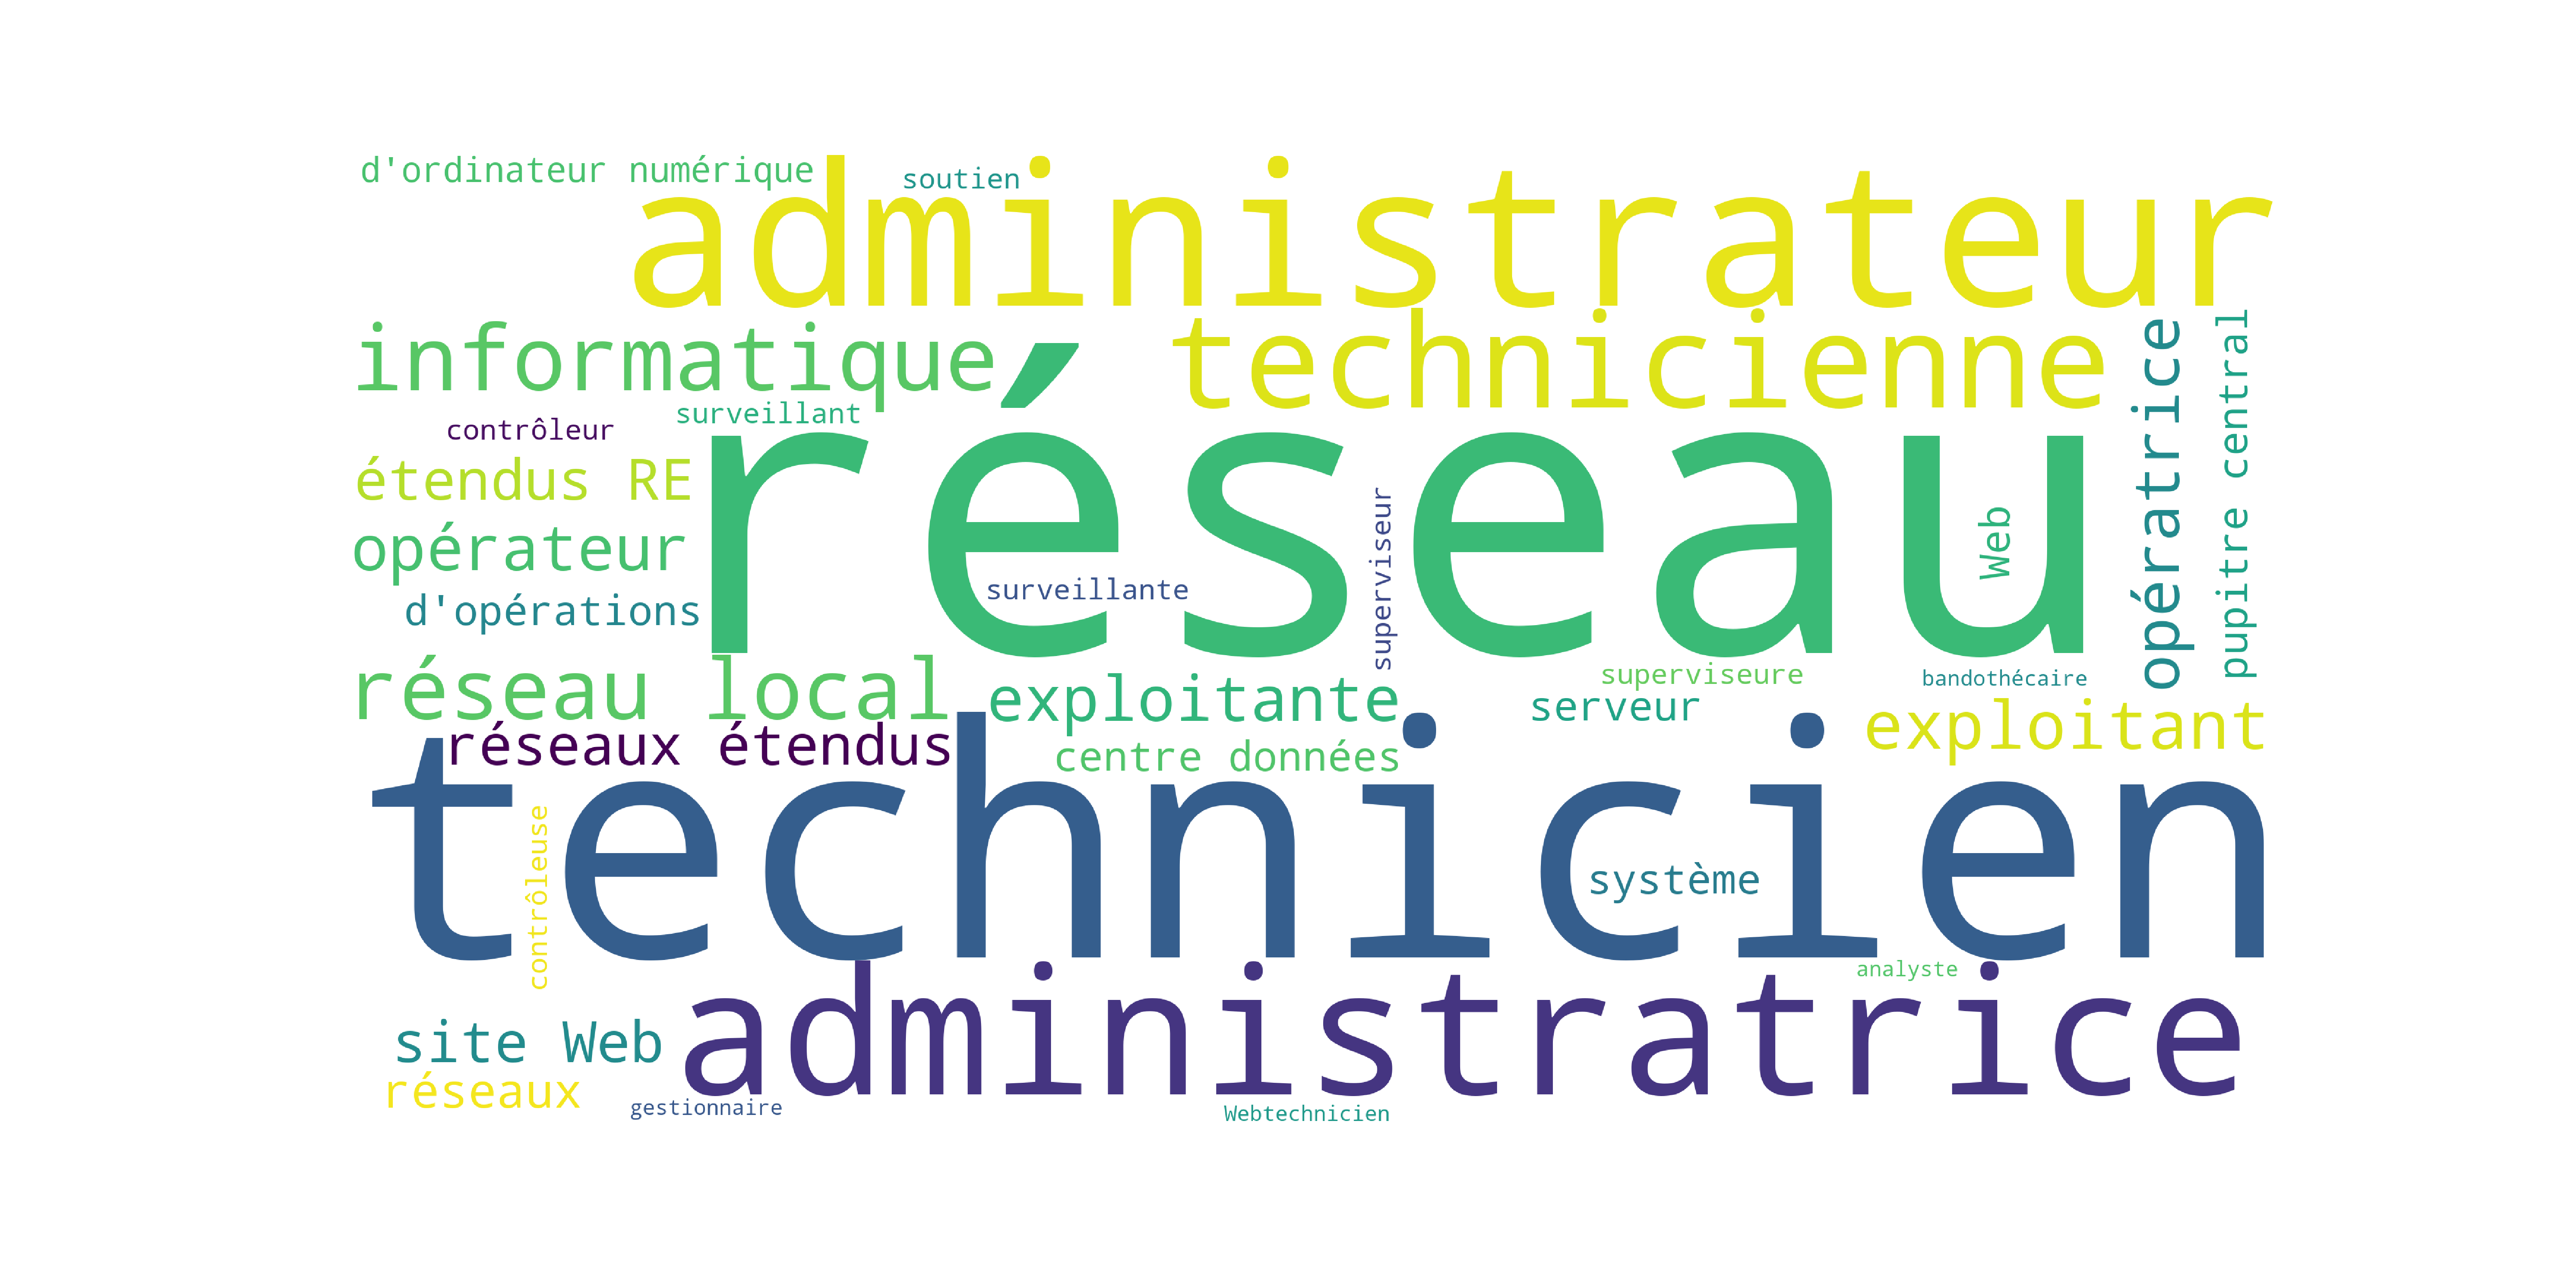 d'ordinateur numérique
soutien
administrateur
informatique
technicienne
opératrice
pupitre central
surveillant
contrôleur
réseau
étendus RE
superviseur
Web
opérateur
surveillante
d'opérations
réseau local
exploitante
superviseure
bandothécaire
serveur
exploitant
réseaux étendus
centre données
technicien
contrôleuse
système
analyste
administratrice
site Web
réseaux
gestionnaire
Webtechnicien